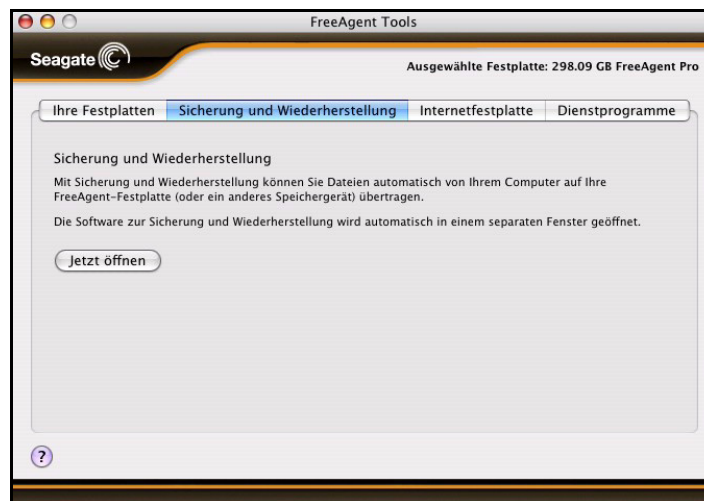 FreeAgent Tools
Seagate
Ausgewählte Festplatte: 298.09 GB FreeAgent Pro
Ihre Festplatten Sicherung und Wiederherstellung Internetfestplatte Dienstprogramme
Sicherung und Wiederherstellung
Mit Sicherung und Wiederherstellung können Sie Dateien automatisch von Ihrem Computer auf Ihre
FreeAgent-Festplatte (oder ein anderes Speichergerät) übertragen.
Die Software zur Sicherung und Wiederherstellung wird automatisch in einem separaten Fenster geöffnet.
Jetzt öffnen
?